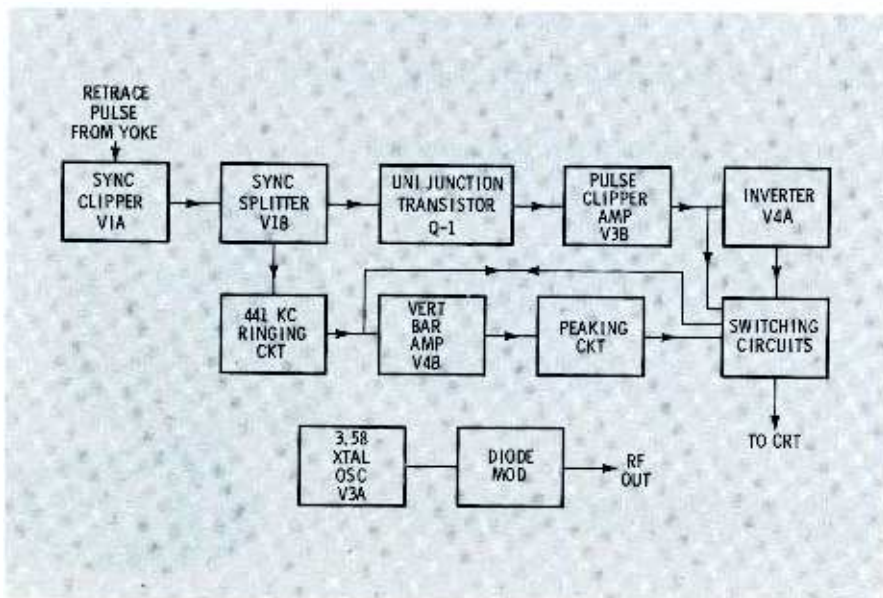 RETRACE
PULSE
FROM YOKE
SYNC
CLIPPER
V1A
SYNC
SPLITTER
V1B
UNIJUNCTION
TRANSISTOR
Q-1
PULSE
CLIPPER
AMP
V3B
INVERTER
V4A
441 KC
RINGING
CKT
VERT
BAR
AMP
V4B
PEAKING
CKT
SWITCHING
CIRCUITS
TO CRT
3.58
XTAL
OSC
V3A
DIODE
MOD
RF
OUT